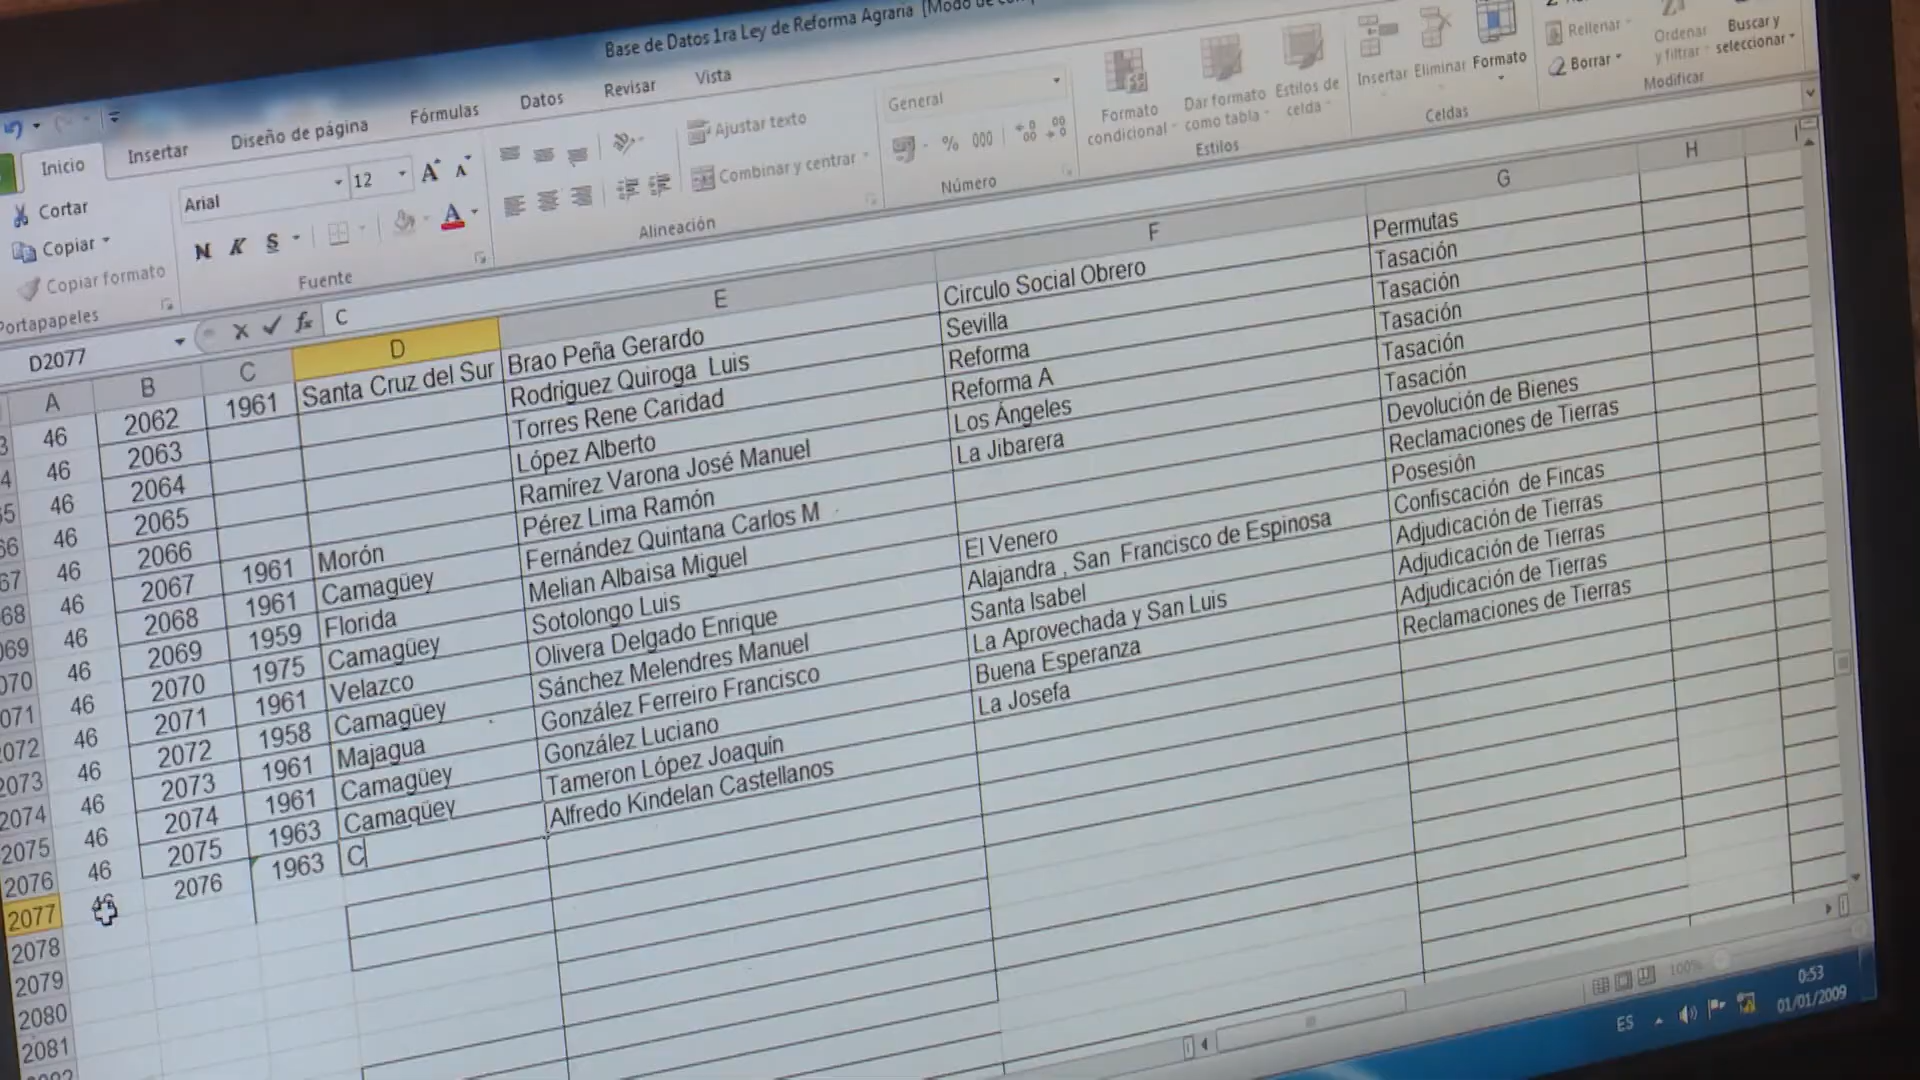 Base de Datos 1ra Ley de Reforma Agraria [Modo de
Inicio Insertar Diseño de página Fórmulas Datos Revisar Vista
Cortar
Copiar
Copiar formato
Portapapeles
Arial 12
N K S
Fuente
Ajustar texto
Combinar y centrar
Alineación
General
% 000
Número
Formato condicional Dar formato como tabla Estilos de celda
Estilos
Insertar Eliminar Formato
Celdas
Rellenar
Borrar
Ordenar y filtrar Buscar y seleccionar
Modificar
D2077 fx C
A B C D E F G H
46 2062 1961 Santa Cruz del Sur Brao Peña Gerardo Circulo Social Obrero Permutas
46 2063 Rodríguez Quiroga Luis Sevilla Tasación
46 2064 Torres Rene Caridad Reforma Tasación
46 2065 López Alberto Reforma A Tasación
46 2066 Ramírez Varona José Manuel Los Ángeles Tasación
46 2067 1961 Morón Pérez Lima Ramón La Jibarera Tasación
46 2068 1961 Camagüey Fernández Quintana Carlos M Devolución de Bienes
46 2069 1959 Florida Melian Albaisa Miguel El Venero Reclamaciones de Tierras
46 2070 1975 Camagüey Sotolongo Luis Alajandra , San Francisco de Espinosa Posesión
46 2071 1961 Velazco Olivera Delgado Enrique Santa Isabel Confiscación de Fincas
46 2072 1958 Camagüey Sánchez Melendres Manuel La Aprovechada y San Luis Adjudicación de Tierras
46 2073 1961 Majagua González Ferreiro Francisco Buena Esperanza Adjudicación de Tierras
46 2074 1961 Camagüey González Luciano La Josefa Adjudicación de Tierras
46 2075 1963 Camagüey Tameron López Joaquín Reclamaciones de Tierras
46 2076 1963 C Alfredo Kindelan Castellanos
2073
2074
2075
2076
2077
2078
2079
2080
2081
100%
ES 0:53
01/01/2009